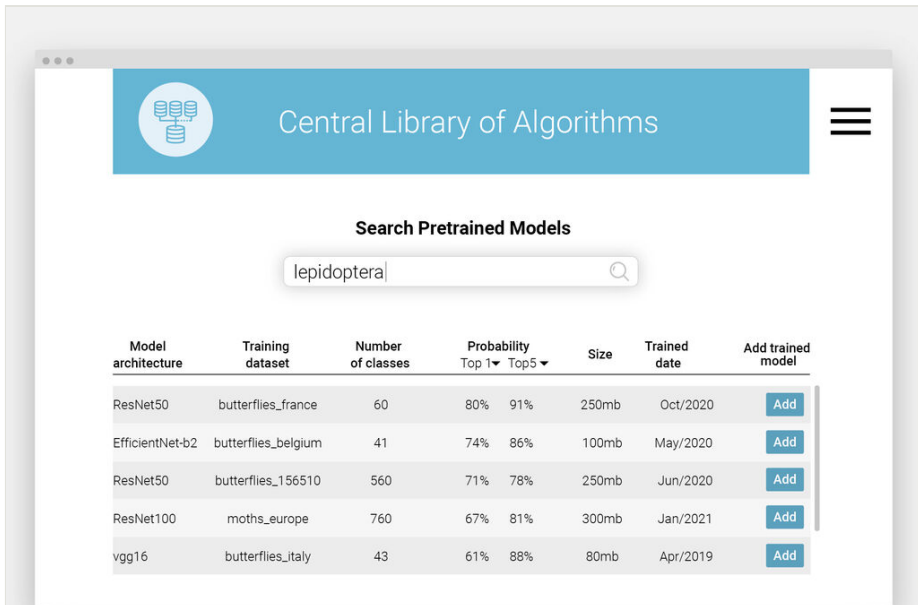 Central Library of Algorithms
Search Pretrained Models
lepidoptera
Model architecture Training dataset Number of classes Probability Top 1 Top5 Size Trained date Add trained model
ResNet50 butterflies_france 60 80% 91% 250mb Oct/2020 Add
EfficientNet-b2 butterflies_belgium 41 74% 86% 100mb May/2020 Add
ResNet50 butterflies_156510 560 71% 78% 250mb Jun/2020 Add
ResNet100 moths_europe 760 67% 81% 300mb Jan/2021 Add
vgg16 butterflies_italy 43 61% 88% 80mb Apr/2019 Add